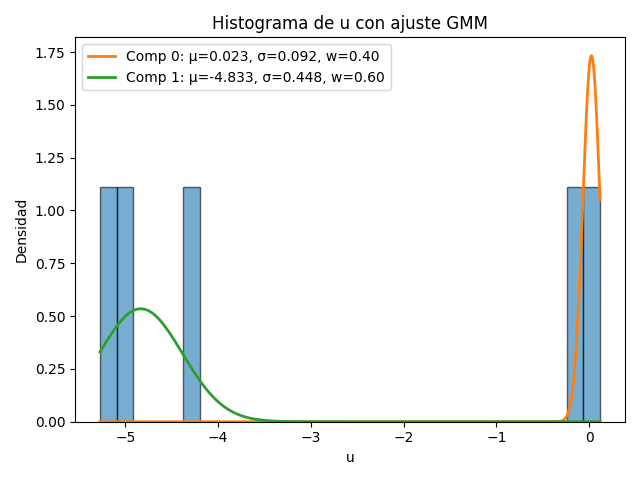 Histograma de u con ajuste GMM
Comp 0: μ=0.023, σ=0.092, w=0.40
Comp 1: μ=-4.833, σ=0.448, w=0.60
Densidad
1.75
1.50
1.25
1.00
0.75
0.50
0.25
0.00
−5 −4 −3 −2 −1 0
u